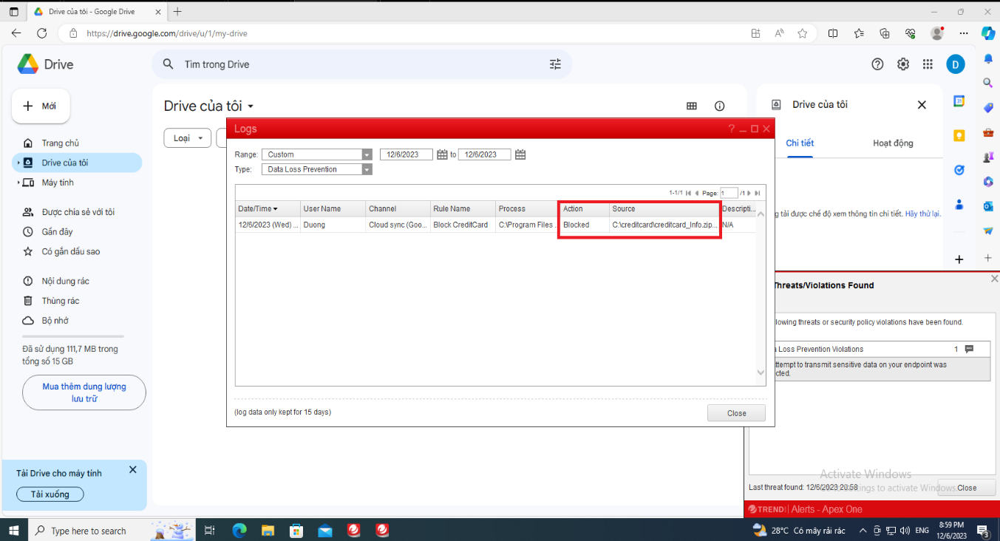 Drive của tôi - Google Drive
https://drive.google.com/drive/u/1/my-drive
Drive
Tìm trong Drive
D
Mới
Trang chủ
Drive của tôi
Máy tính
Được chia sẻ với tôi
Gần đây
Có gắn dấu sao
Nội dung rác
Thùng rác
Bộ nhớ
Đã sử dụng 111,7 MB trong
tổng số 15 GB
Mua thêm dung lượng
lưu trữ
Tải Drive cho máy tính
Tải xuống
Drive của tôi
Loại
Drive của tôi
Chi tiết
Hoạt động
tải được chế độ xem thông tin chi tiết. Hãy thử lại.
31
Logs
?
Range: Custom 12/6/2023 to 12/6/2023
Type: Data Loss Prevention
1-1/1 Page: 1 /1
Date/Time User Name Channel Rule Name Process Action Source Descripti...
12/6/2023 (Wed) ... Duong Cloud sync (Goo... Block CreditCard C:\Program Files ... Blocked C:\creditcard\creditcard_Info.zip... N/A
(log data only kept for 15 days)
Close
Threats/Violations Found
lowing threats or security policy violations have been found.
Loss Prevention Violations 1
ttempt to transmit sensitive data on your endpoint was
cted.
Activate Windows
Last threat found: 12/6/2023 20:58
to activate Windows.
Close
TREND
Alerts - Apex One
Type here to search
28°C Có mây rải rác
ENG
8:59 PM
12/6/2023
3